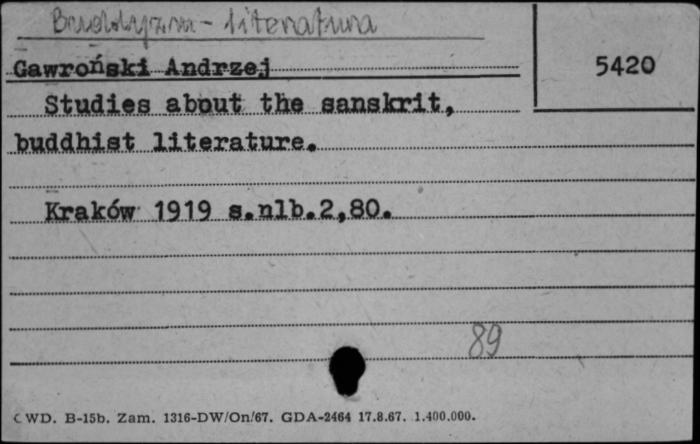 Buddyzm - literatura
Gawroński Andrzej
5420
Studies about the sanskrit,
buddhist literature.
Kraków 1919 s.nlb.2,80.
89
CWD. B-15b. Zam. 1316-DW/On/67. GDA-2464 17.8.67. 1.400.000.